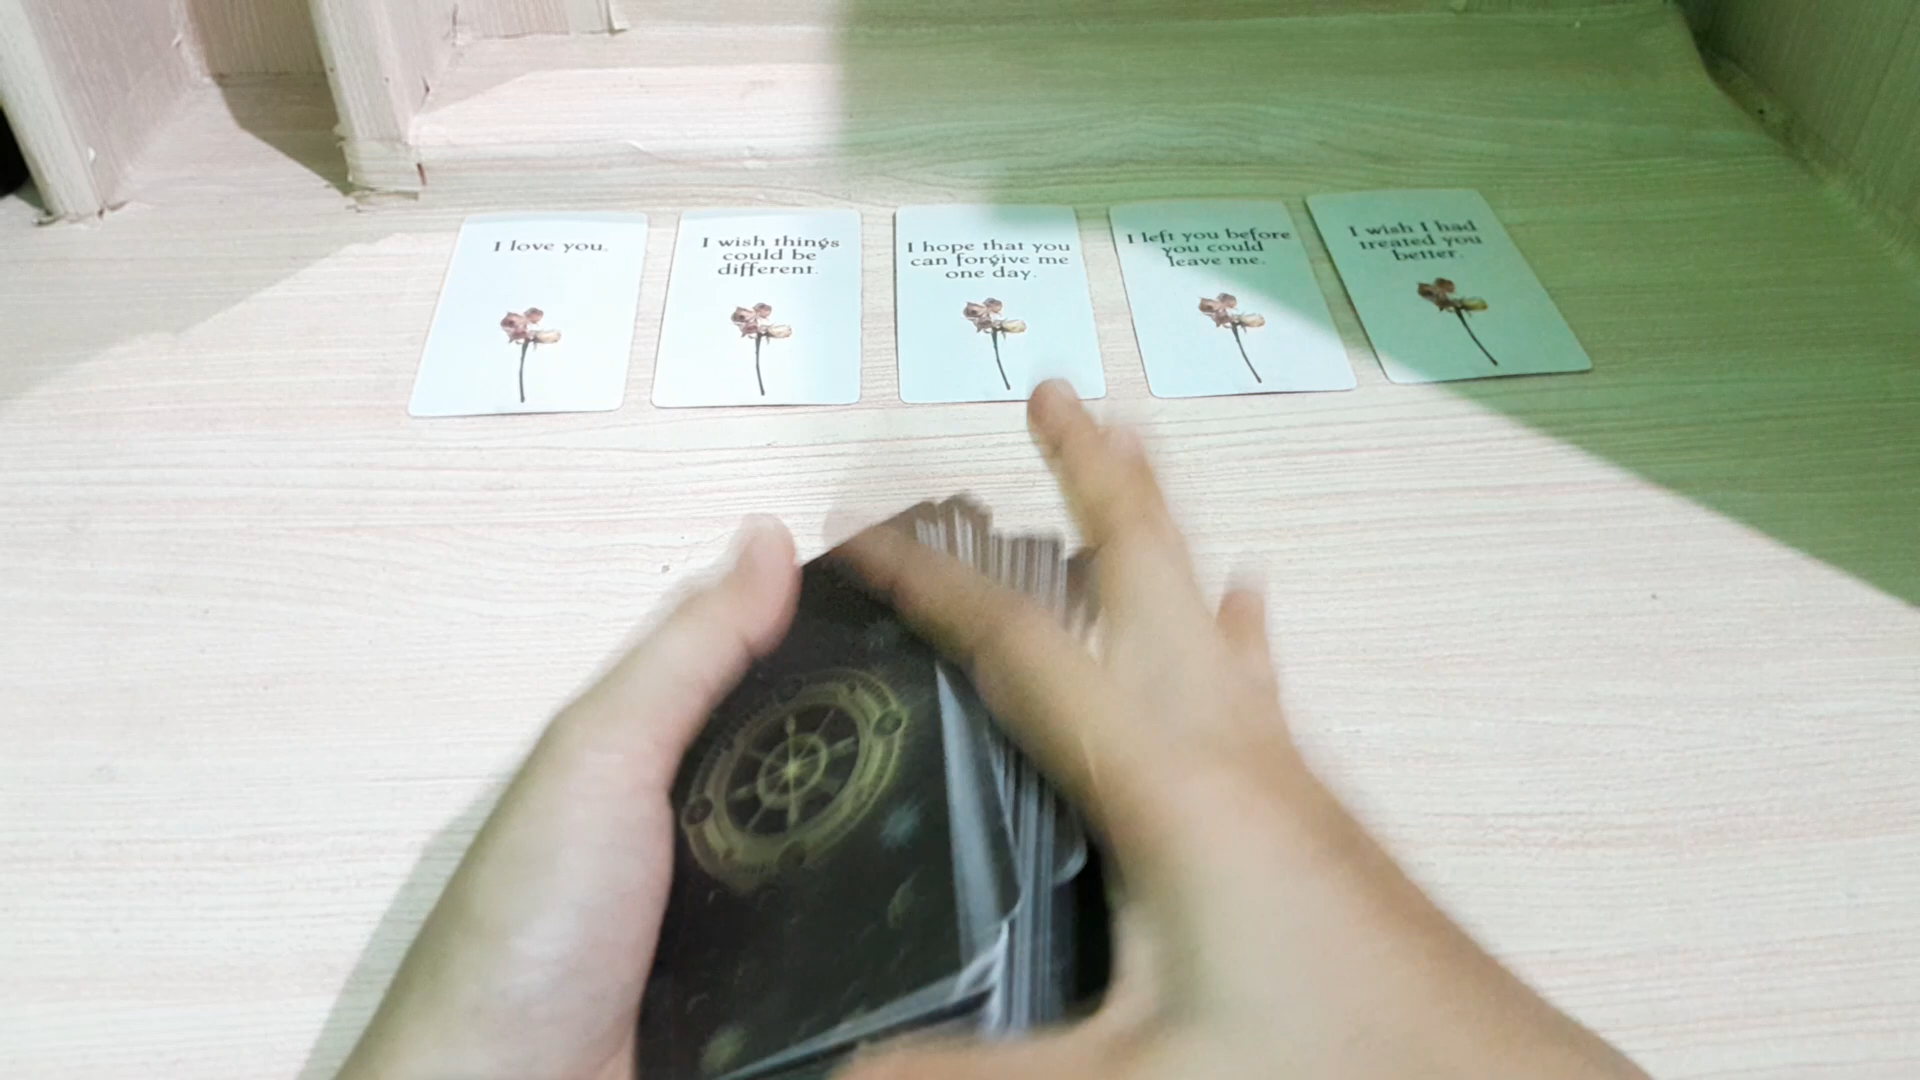 I love you.
I wish things
could be
different.
I hope that you
can forgive me
one day.
I left you before
you could
leave me.
I wish I had
treated you
better.